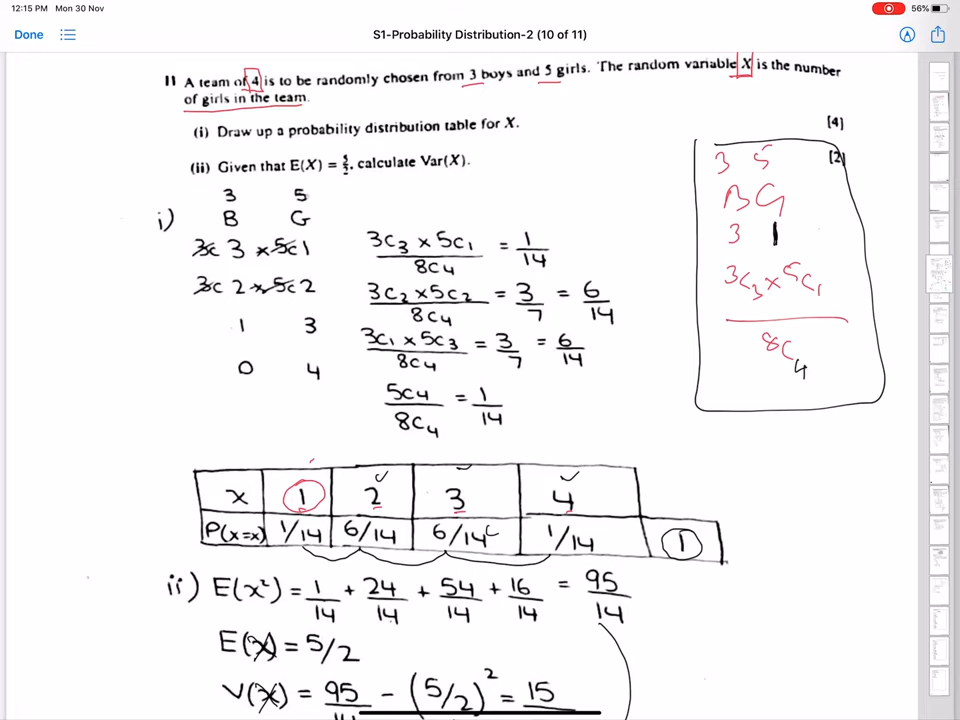 12:15 PM Mon 30 Nov
56%
Done
S1-Probability Distribution-2 (10 of 11)
11 A team of 4 is to be randomly chosen from 3 boys and 5 girls. The random variable X is the number
of girls in the team.
(i) Draw up a probability distribution table for X. [4]
(ii) Given that E(X) = 5/2, calculate Var(X). [2]
3 5
i) B G
3c 3 × 5c1
3c 2 × 5c2
1 3
0 4
3c3 × 5c1 / 8c4 = 1/14
3c2 × 5c2 / 8c4 = 3/7 = 6/14
3c1 × 5c3 / 8c4 = 3/7 = 6/14
5c4 / 8c4 = 1/14
3 5
B G
3 1
3c3 × 5c1
8c4
x 1 2 3 4
P(x=x) 1/14 6/14 6/14 1/14 1
ii) E(x²) = 1/14 + 24/14 + 54/14 + 16/14 = 95/14
E(x) = 5/2
V(x) = 95/14 - (5/2)² = 15